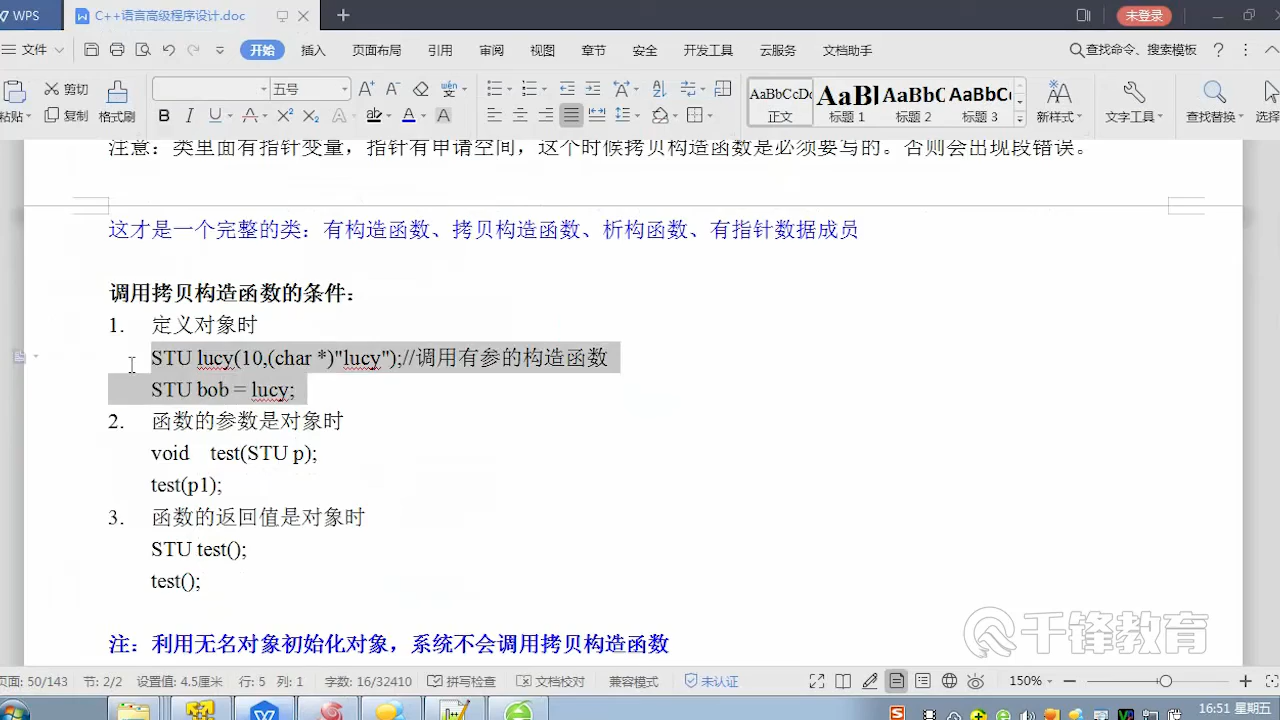 WPS
C++语言高级程序设计.doc
未登录
文件
开始
插入
页面布局
引用
审阅
视图
章节
安全
开发工具
云服务
文档助手
查找命令、搜索模板
粘贴
剪切
复制
格式刷
五号
AaBbCcDc
正文
AaBl
标题 1
AaBbC
标题 2
AaBbC
标题 3
新样式
文字工具
查找替换
选择
注意：类里面有指针变量，指针有申请空间，这个时候拷贝构造函数是必须要写的。否则会出现段错误。
这才是一个完整的类：有构造函数、拷贝构造函数、析构函数、有指针数据成员
调用拷贝构造函数的条件：
1. 定义对象时
STU lucy(10,(char *)"lucy");//调用有参的构造函数
STU bob = lucy;
2. 函数的参数是对象时
void test(STU p);
test(p1);
3. 函数的返回值是对象时
STU test();
test();
注：利用无名对象初始化对象，系统不会调用拷贝构造函数
千锋教育
页面: 50/143 节: 2/2 设置值: 4.5厘米 行: 5 列: 1 字数: 16/32410 拼写检查 文档校对 兼容模式 未认证 150%
16:51 星期五